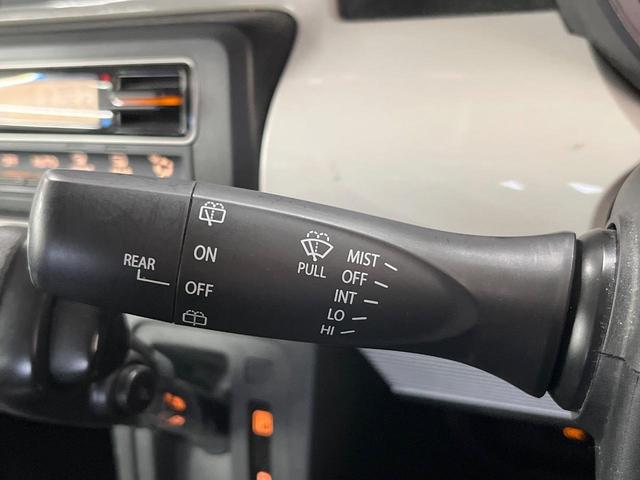 REAR
ON
OFF
PULL
MIST
OFF
INT
LO
HI